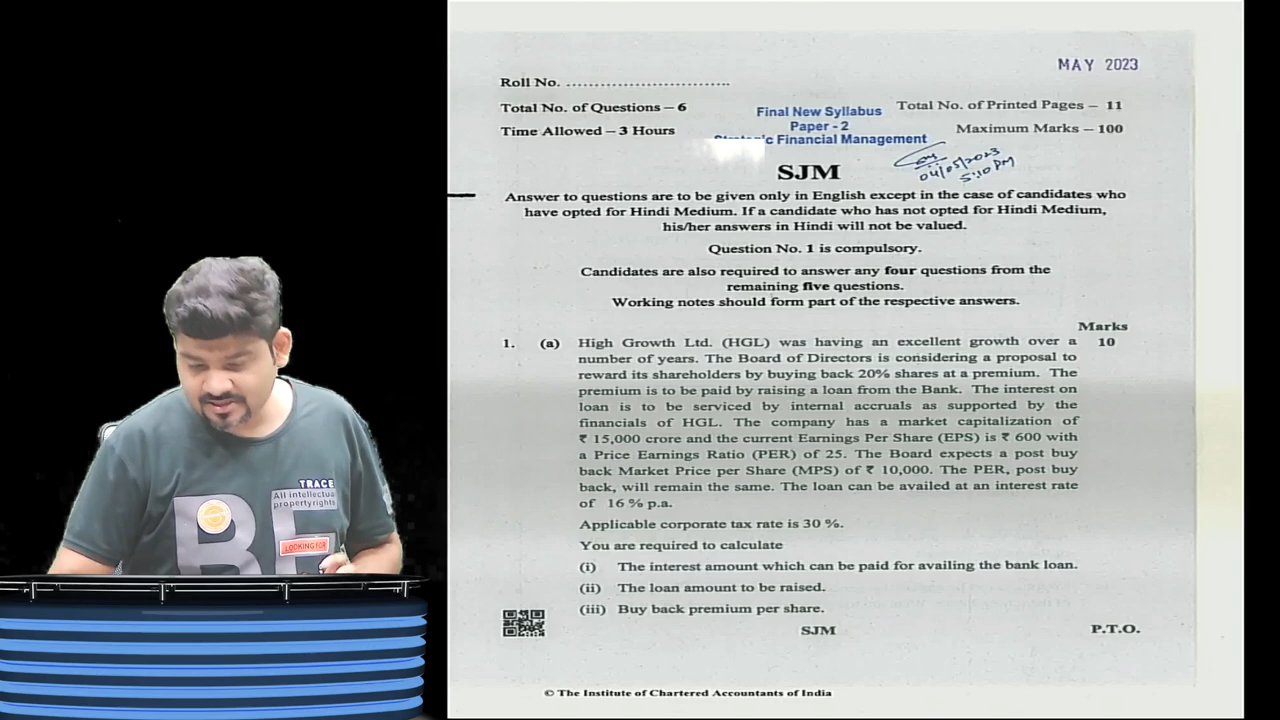 MAY 2023
Roll No.
Total No. of Questions – 6
Final New Syllabus
Total No. of Printed Pages – 11
Time Allowed – 3 Hours
Paper - 2
Maximum Marks – 100
Financial Management
04/05/2023
5:10 PM
SJM
Answer to questions are to be given only in English except in the case of candidates who
have opted for Hindi Medium. If a candidate who has not opted for Hindi Medium,
his/her answers in Hindi will not be valued.
Question No. 1 is compulsory.
Candidates are also required to answer any four questions from the
remaining five questions.
Working notes should form part of the respective answers.
Marks
1. (a) High Growth Ltd. (HGL) was having an excellent growth over a 10
number of years. The Board of Directors is considering a proposal to
reward its shareholders by buying back 20% shares at a premium. The
premium is to be paid by raising a loan from the Bank. The interest on
loan is to be serviced by internal accruals as supported by the
financials of HGL. The company has a market capitalization of
₹ 15,000 crore and the current Earnings Per Share (EPS) is ₹ 600 with
a Price Earnings Ratio (PER) of 25. The Board expects a post buy
back Market Price per Share (MPS) of ₹ 10,000. The PER, post buy
back, will remain the same. The loan can be availed at an interest rate
of 16 % p.a.
Applicable corporate tax rate is 30 %.
You are required to calculate
(i) The interest amount which can be paid for availing the bank loan.
(ii) The loan amount to be raised.
(iii) Buy back premium per share.
SJM
P.T.O.
© The Institute of Chartered Accountants of India
TRACE
All intellectual
propertyrights
BE
LOOKING FOR